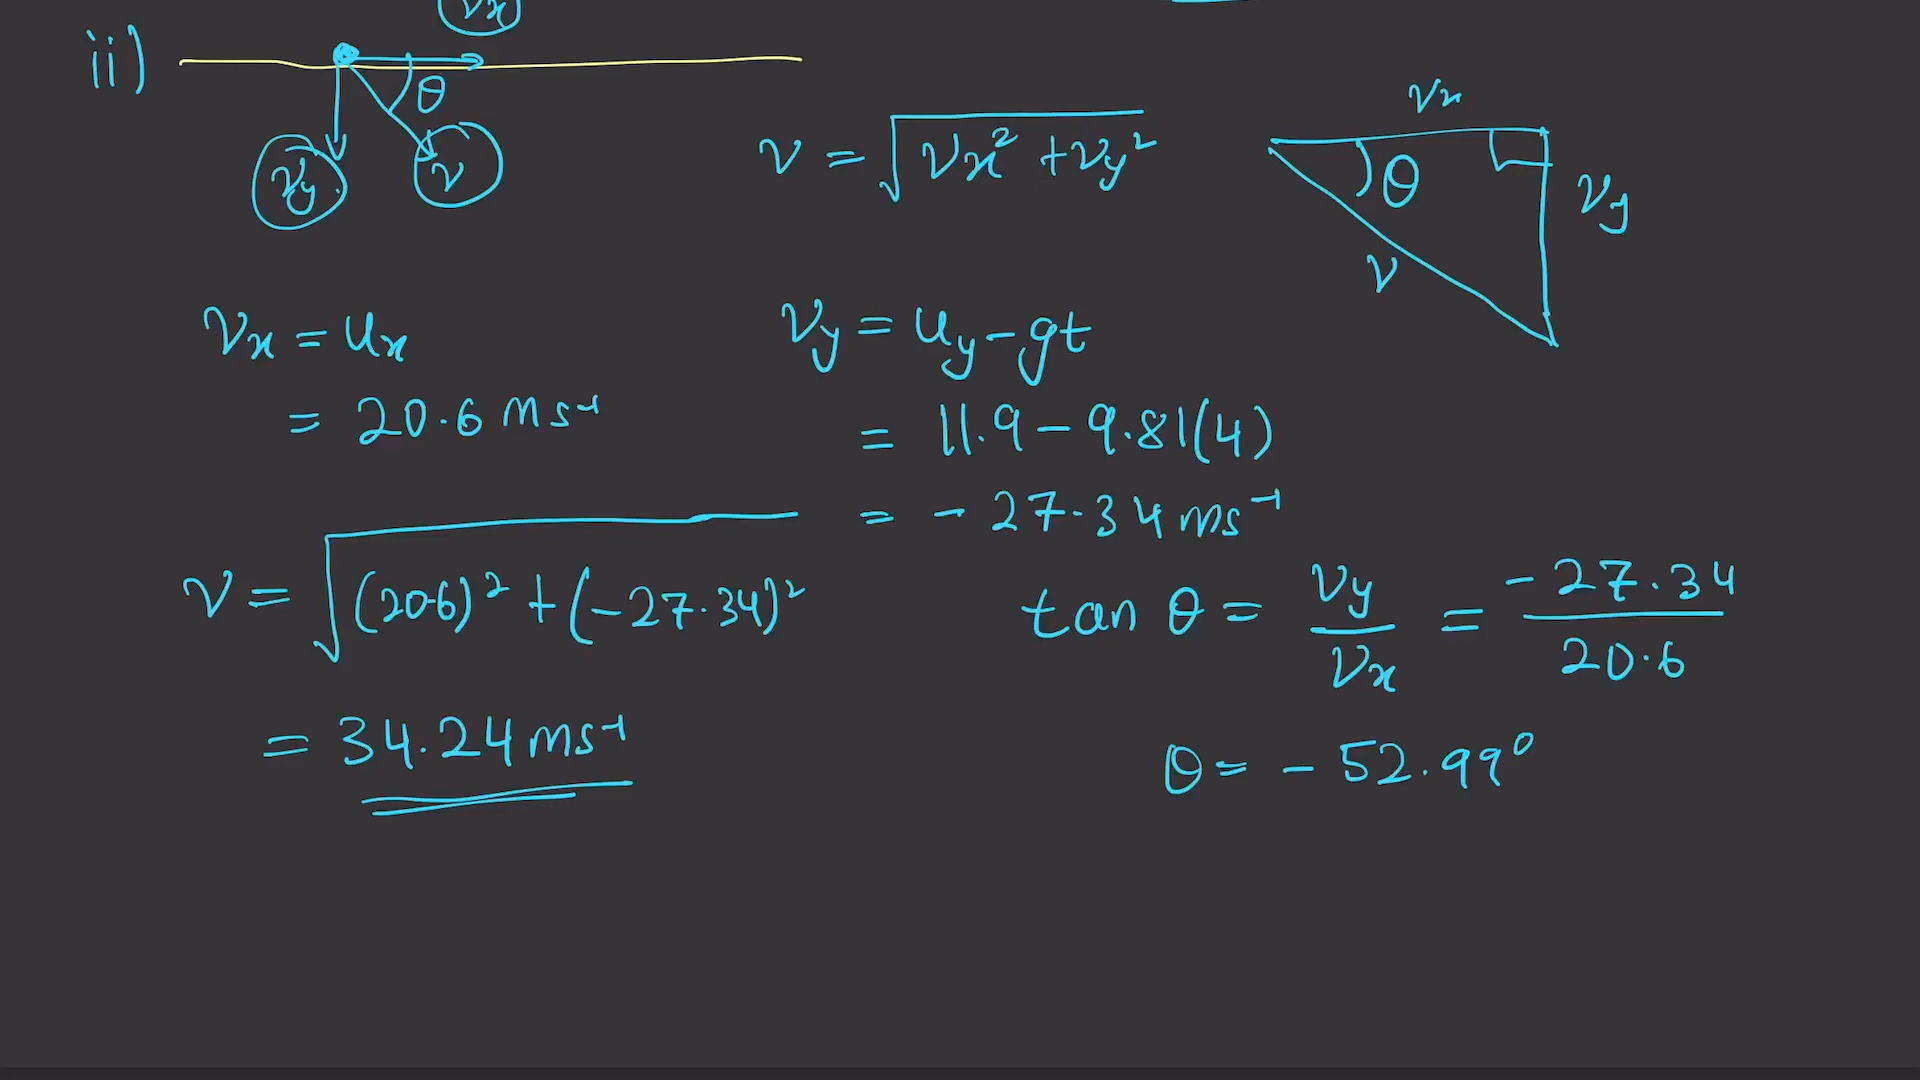 vx
ii)
θ
vy
v
v = √(vx² + vy²)
vx
θ
vy
v
vx = ux
= 20.6 ms⁻¹
vy = uy - gt
= 11.9 - 9.81(4)
= - 27.34 ms⁻¹
v = √((20.6)² + (-27.34)²)
= 34.24 ms⁻¹
tan θ = vy/vx = -27.34/20.6
θ = - 52.99°